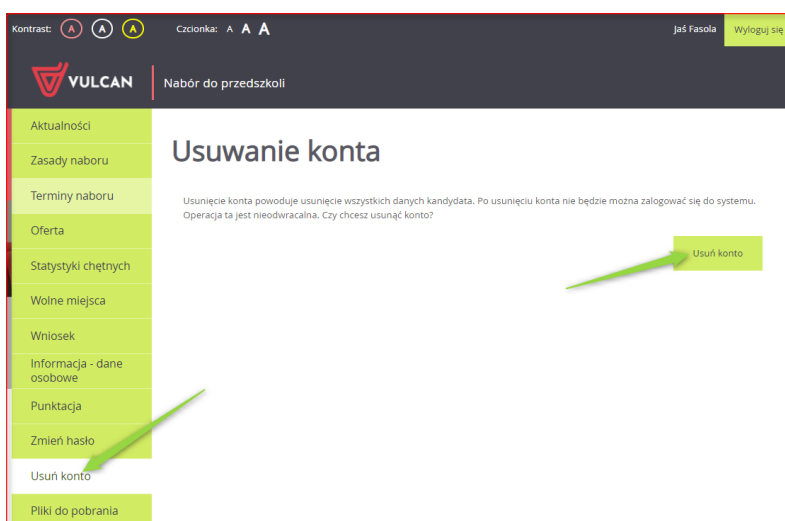 Kontrast: A A A Czcionka: A A A Jaś Fasola Wyloguj się
VULCAN Nabór do przedszkoli
Aktualności
Zasady naboru
Terminy naboru
Oferta
Statystyki chętnych
Wolne miejsca
Wniosek
Informacja - dane
osobowe
Punktacja
Zmień hasło
Usuń konto
Pliki do pobrania
Usuwanie konta
Usunięcie konta powoduje usunięcie wszystkich danych kandydata. Po usunięciu konta nie będzie można zalogować się do systemu.
Operacja ta jest nieodwracalna. Czy chcesz usunąć konto?
Usuń konto